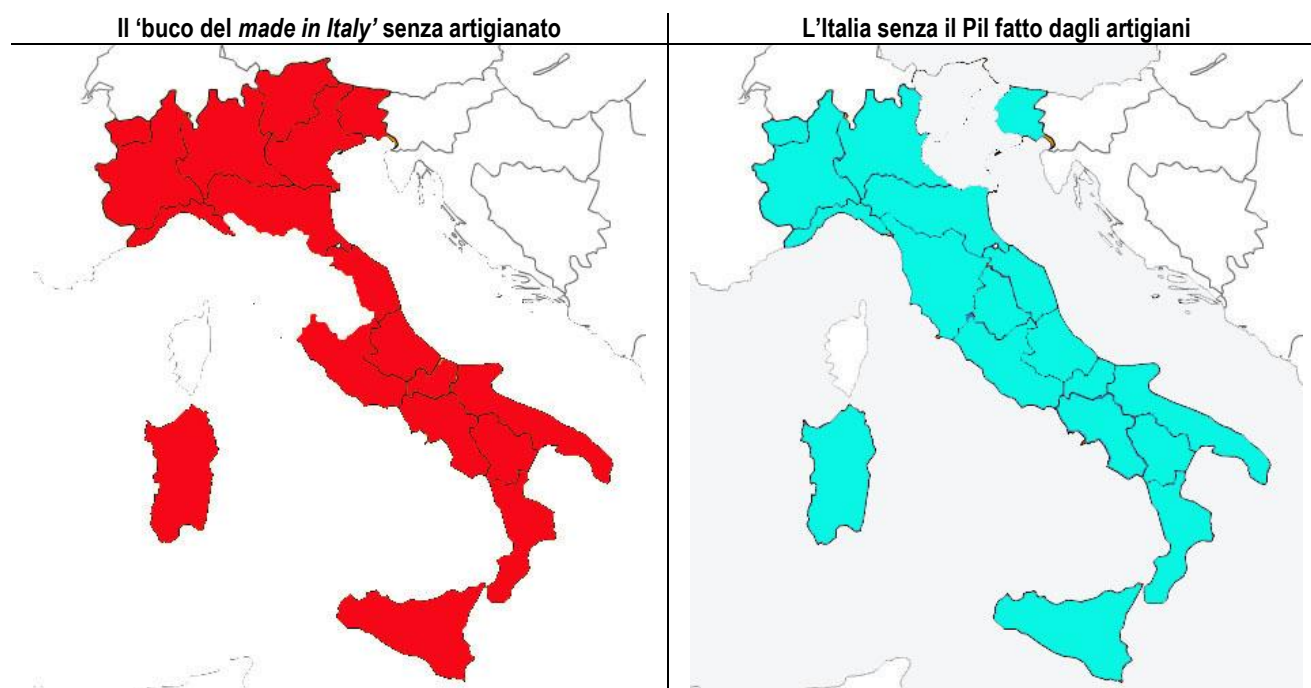 Il ‘buco del made in Italy’ senza artigianato
L’Italia senza il Pil fatto dagli artigiani